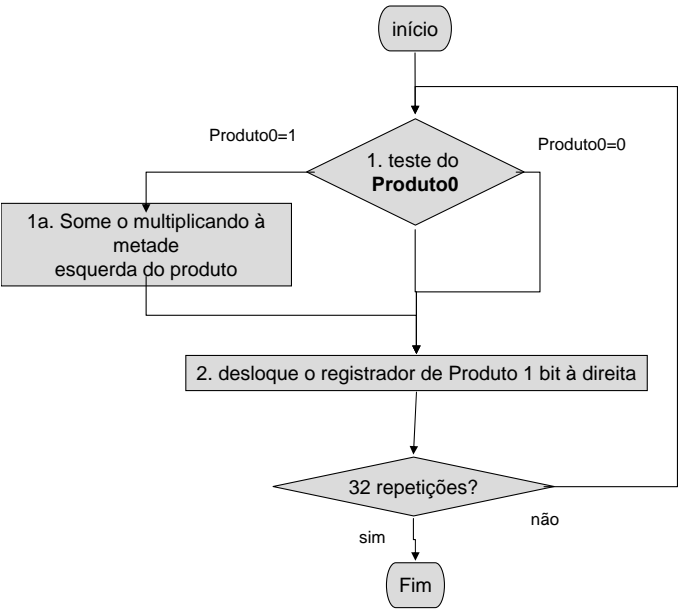 início
Produto0=1
Produto0=0
1. teste do
Produto0
1a. Some o multiplicando à
metade
esquerda do produto
2. desloque o registrador de Produto 1 bit à direita
32 repetições?
não
sim
Fim